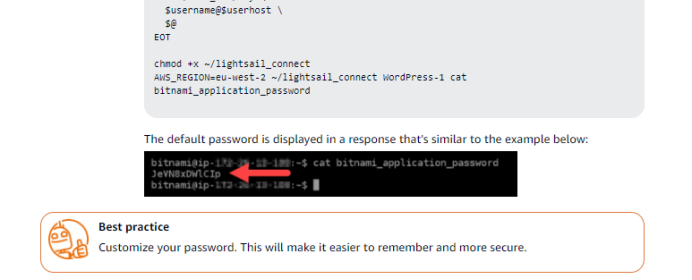 $username@$userhost \
$@
EOT
chmod +x ~/lightsail_connect
AWS_REGION=eu-west-2 ~/lightsail_connect WordPress-1 cat
bitnami_application_password
The default password is displayed in a response that's similar to the example below:
bitnami@ip-:~$ cat bitnami_application_password
JeVN8xDWlCIp
bitnami@ip-:~$
Best practice
Customize your password. This will make it easier to remember and more secure.